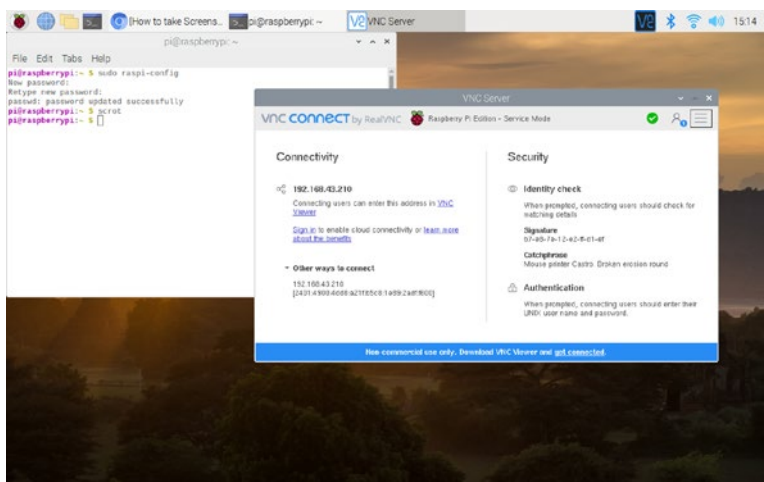 [How to take Screens...
pi@raspberrypi: ~
VNC Server
15:14
pi@raspberrypi: ~
File Edit Tabs Help
pi@raspberrypi:~ $ sudo raspi-config
New password:
Retype new password:
passwd: password updated successfully
pi@raspberrypi:~ $ scrot
pi@raspberrypi:~ $
VNC Server
VNC CONNECT by RealVNC
Raspberry Pi Edition - Service Mode
Connectivity
192.168.43.210
Connecting users can enter this address in VNC
Viewer
Sign in to enable cloud connectivity or learn more
about the benefits
Other ways to connect
192.168.43.210
Security
Identity check
When prompted, connecting users should check for
matching details
Signature
Catchphrase
Mouse printer Castro. Broken erosion round
Authentication
When prompted, connecting users should enter their
UNIX user name and password.
Non-commercial use only. Download VNC Viewer and get connected.